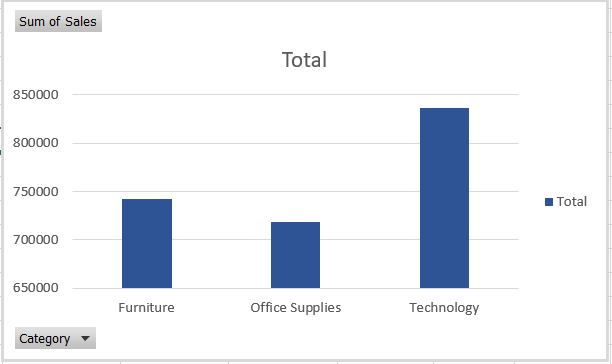 Sum of Sales
Total
850000
800000
750000
700000
650000
Furniture Office Supplies Technology
Total
Category